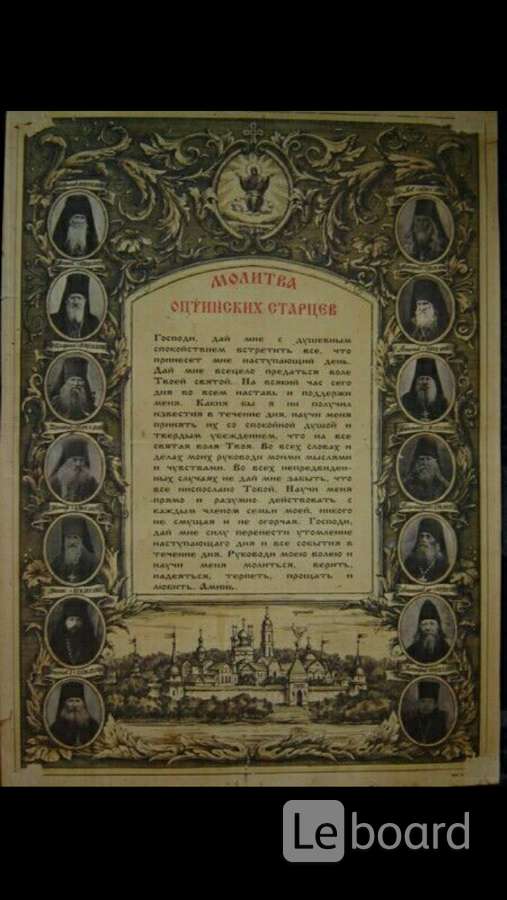 МОЛИТВА
ОПТИНСКИХ СТАРЦЕВ
Господи, дай мне с душевным
спокойствием встретить все, что
принесет мне наступающий день.
Дай мне всецело предаться воле
Твоей святой. На всякий час сего
дня во всем наставь и поддержи
меня. Какия бы я ни получил
известия в течение дня, научи меня
принять их со спокойной душой и
твердым убеждением, что на все
святая воля Твоя. Во всех словах и
делах моих руководи моими мыслями
и чувствами. Во всех непредвиден-
ных случаях не дай мне забыть, что
все ниспослано Тобой. Научи меня
прямо и разумно действовать с
каждым членом семьи моей, никого
не смущая и не огорчая. Господи,
дай мне силу перенести утомление
наступающаго дня и все события в
течение дня. Руководи моею волею и
научи меня молиться, верить,
надеяться, терпеть, прощать и
любить. Аминь.
Leboard